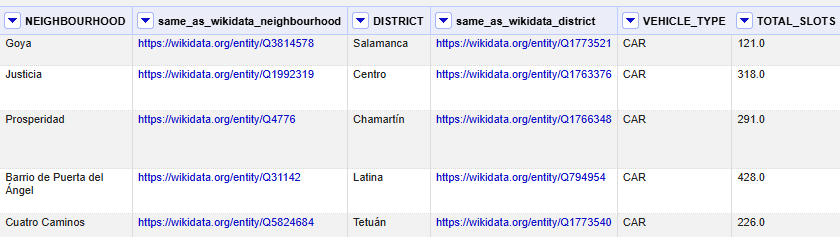 NEIGHBOURHOOD same_as_wikidata_neighbourhood DISTRICT same_as_wikidata_district VEHICLE_TYPE TOTAL_SLOTS
Goya https://wikidata.org/entity/Q3814578 Salamanca https://wikidata.org/entity/Q1773521 CAR 121.0
Justicia https://wikidata.org/entity/Q1992319 Centro https://wikidata.org/entity/Q1763376 CAR 318.0
Prosperidad https://wikidata.org/entity/Q4776 Chamartín https://wikidata.org/entity/Q1766348 CAR 291.0
Barrio de Puerta del https://wikidata.org/entity/Q31142 Latina https://wikidata.org/entity/Q794954 CAR 428.0
Ángel
Cuatro Caminos https://wikidata.org/entity/Q5824684 Tetuán https://wikidata.org/entity/Q1773540 CAR 226.0